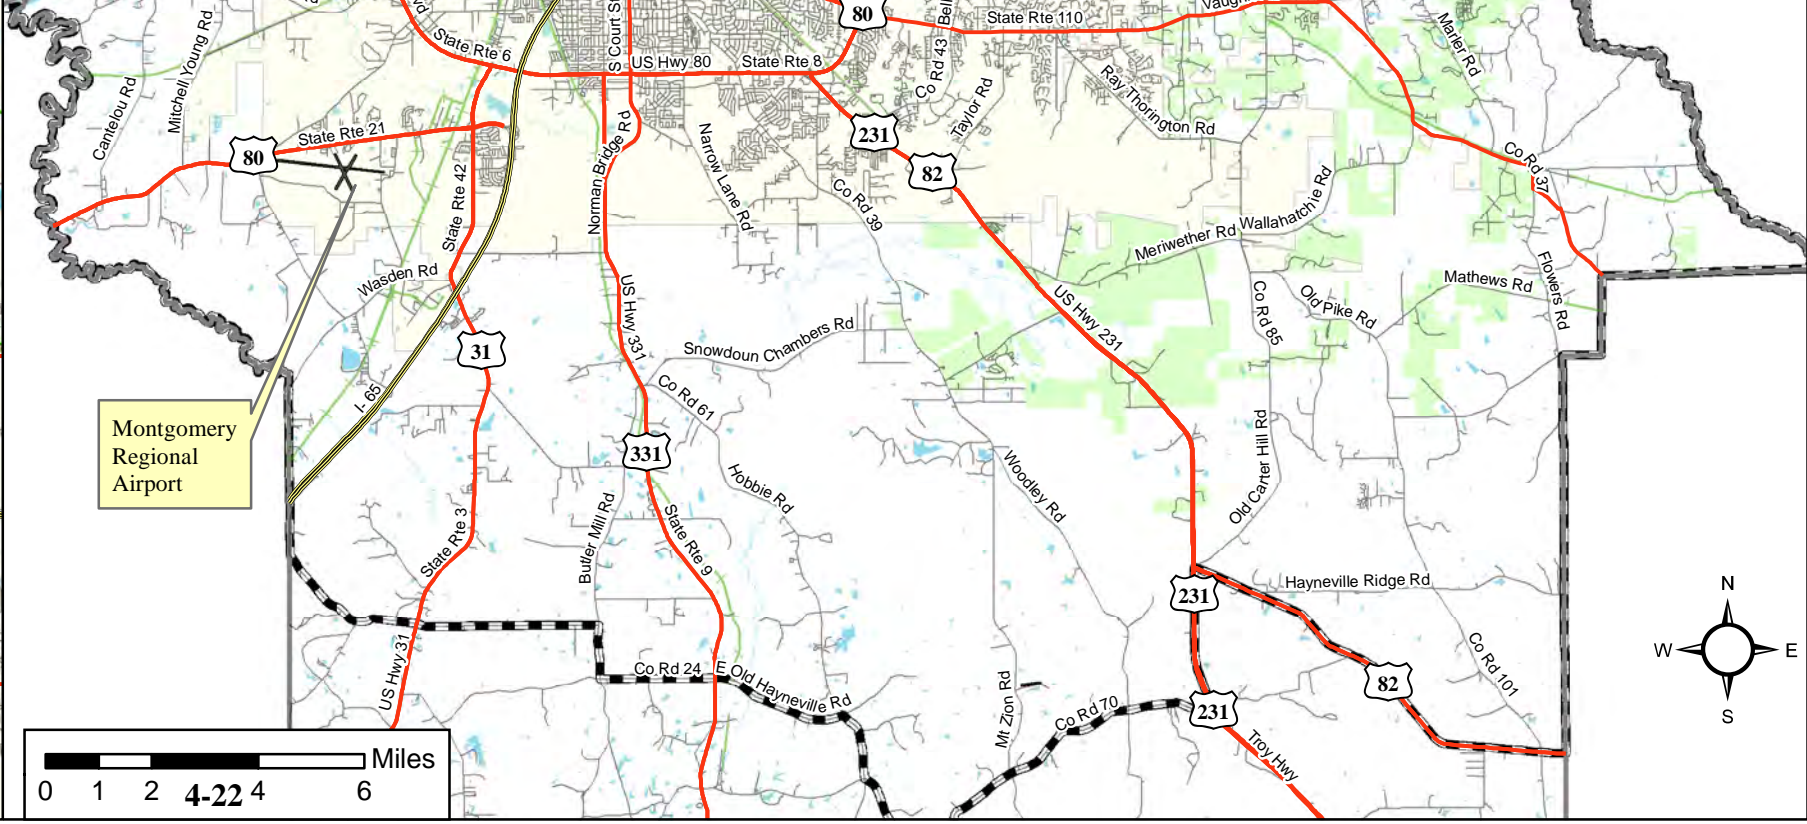 80
State Rte 110
Vaughn
Bell
State Rte 6
S Court St
US Hwy 80
State Rte 8
Co Rd 43
Marler Rd
Mitchell Young Rd
Cantelou Rd
Taylor Rd
Ray Thorington Rd
80
State Rte 21
231
82
Co Rd 37
State Rte 42
Norman Bridge Rd
Narrow Lane Rd
Co Rd 39
Meriwether Rd
Wallahatchie Rd
Flowers Rd
Mathews Rd
Wasden Rd
US Hwy 331
Co Rd 85
Old Pike Rd
US Hwy 231
31
Snowdoun Chambers Rd
I- 65
Co Rd 61
Montgomery
Regional
Airport
331
Hobbie Rd
Woodley Rd
Old Carter Hill Rd
State Rte 3
Butler Mill Rd
State Rte 9
231
Hayneville Ridge Rd
US Hwy 31
Co Rd 24
E Old Hayneville Rd
Mt Zion Rd
Co Rd 70
231
82
Co Rd 101
Troy Hwy
N
W
E
S
Miles
0 1 2 4 6
4-22